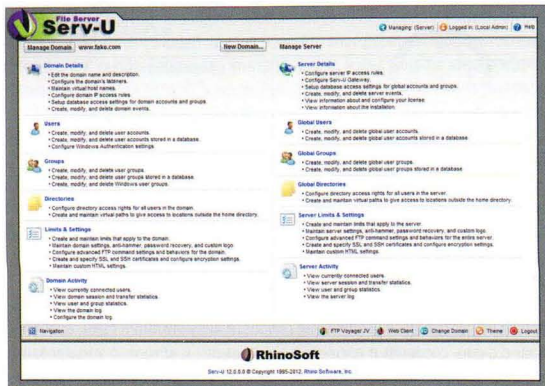 File Server
Serv-U
Managing: (Server)
Logged in: (Local Admin)
Help
Manage Domain
www.fake.com
New Domain...
Manage Server
Domain Details
• Edit the domain name and description.
• Configure the domain's listeners.
• Maintain virtual host names.
• Configure domain IP access rules.
• Setup database access settings for domain accounts and groups.
• Create, modify, and delete domain events.
Users
• Create, modify, and delete user accounts.
• Create, modify, and delete user accounts stored in a database.
• Configure Windows Authentication settings.
Groups
• Create, modify, and delete user groups.
• Create, modify, and delete user groups stored in a database.
• Create, modify, and delete Windows user groups.
Directories
• Configure directory access rights for all users in the domain.
• Create and maintain virtual paths to give access to locations outside the home directory.
Limits & Settings
• Create and maintain limits that apply to the domain.
• Maintain domain settings, anti-hammer, password recovery, and custom logo.
• Configure advanced FTP command settings and behaviors for the domain.
• Create and specify SSL and SSH certificates and configure encryption settings.
• Maintain custom HTML settings.
Domain Activity
• View currently connected users.
• View domain session and transfer statistics.
• View user and group statistics.
• View the domain log.
• Configure the domain log.
Server Details
• Configure server IP access rules.
• Configure Serv-U Gateway.
• Setup database access settings for global accounts and groups.
• Create, modify, and delete server events.
• View information about and configure your license.
• View information about the installation.
Global Users
• Create, modify, and delete global user accounts.
• Create, modify, and delete global user accounts stored in a database.
Global Groups
• Create, modify, and delete global user groups.
• Create, modify, and delete global user groups stored in a database.
Global Directories
• Configure directory access rights for all users in the server.
• Create and maintain virtual paths to give access to locations outside the home directory.
Server Limits & Settings
• Create and maintain limits that apply to the server.
• Maintain server settings, anti-hammer, password recovery, and custom logo.
• Configure advanced FTP command settings and behaviors for the entire server.
• Create and specify SSL and SSH certificates and configure encryption settings.
• Maintain custom HTML settings.
Server Activity
• View currently connected users.
• View server session and transfer statistics.
• View user and group statistics.
• View the server log
Navigation
FTP Voyager JV
Web Client
Change Domain
Theme
Logout
RhinoSoft
Serv-U 12.0.0.0 © Copyright 1995-2012, Rhino Software, Inc.